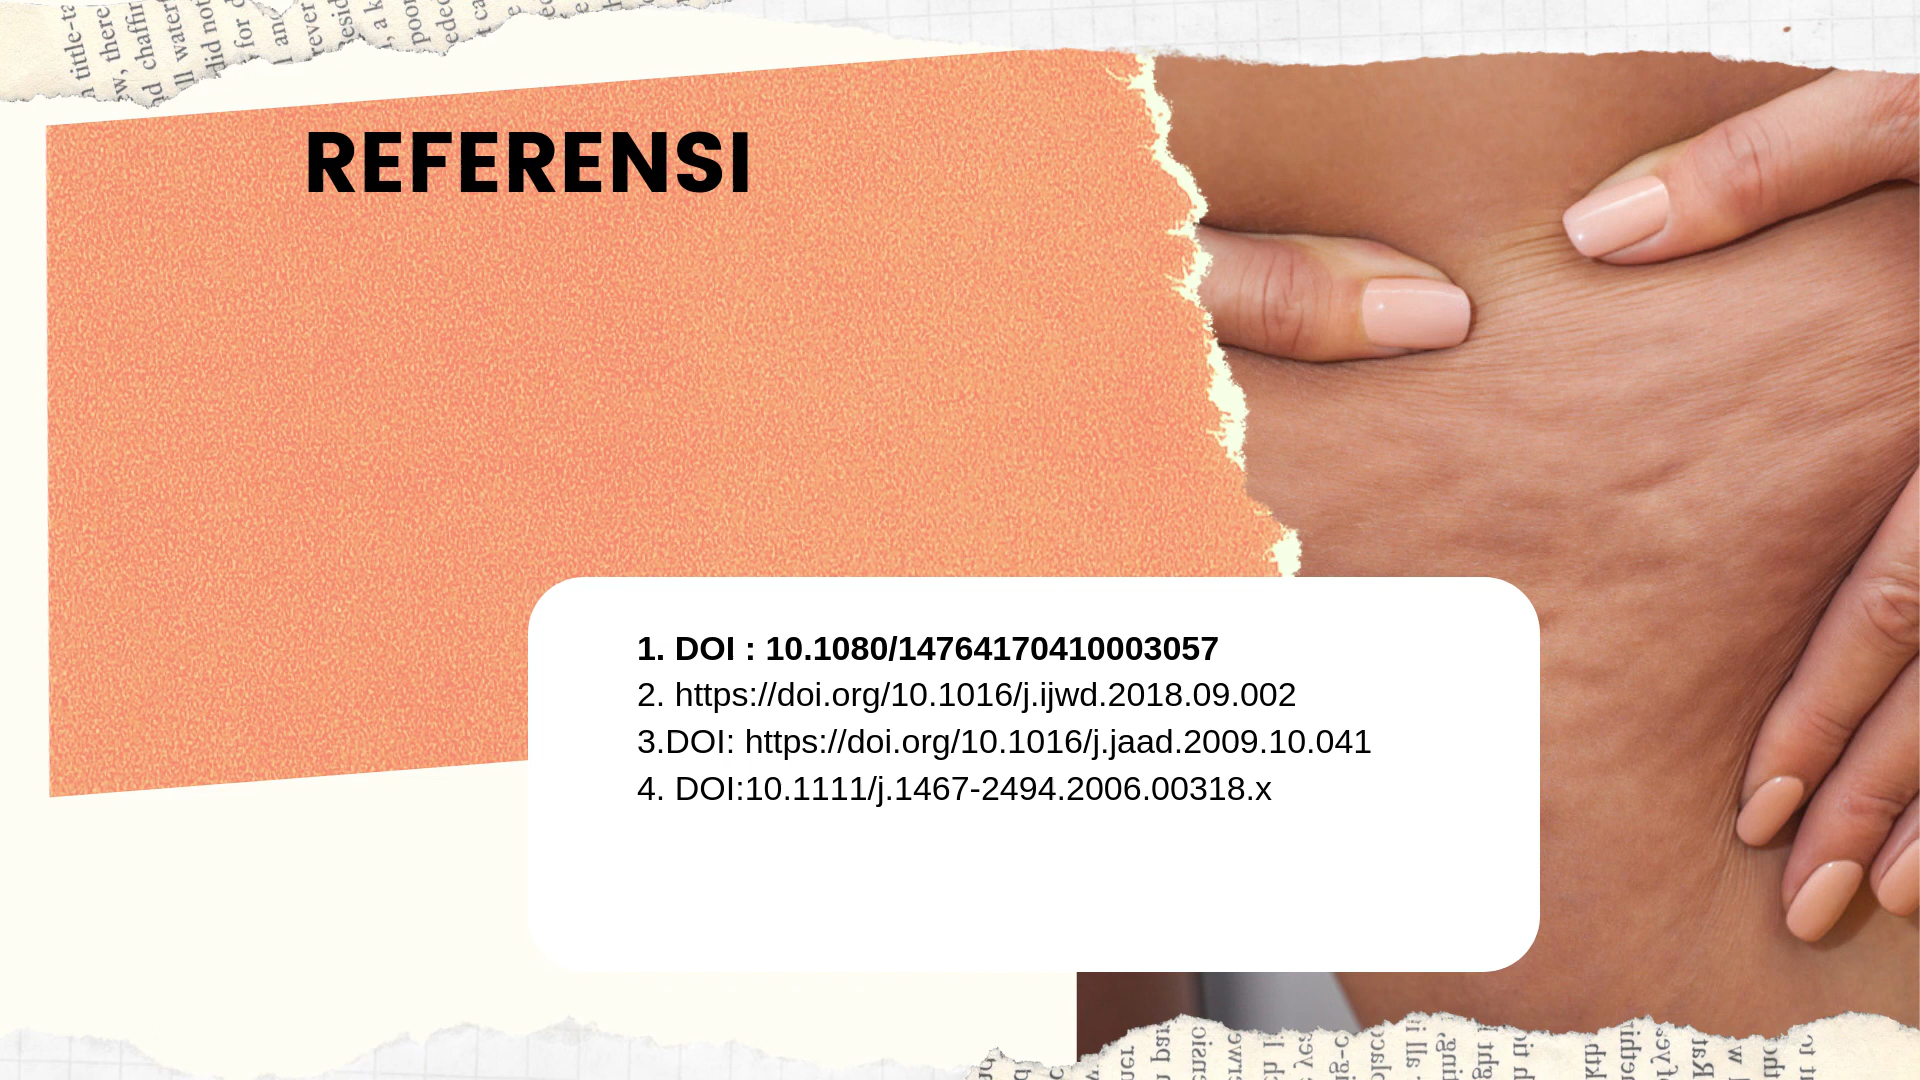 REFERENSI
1. DOI : 10.1080/14764170410003057
2. https://doi.org/10.1016/j.ijwd.2018.09.002
3.DOI: https://doi.org/10.1016/j.jaad.2009.10.041
4. DOI:10.1111/j.1467-2494.2006.00318.x